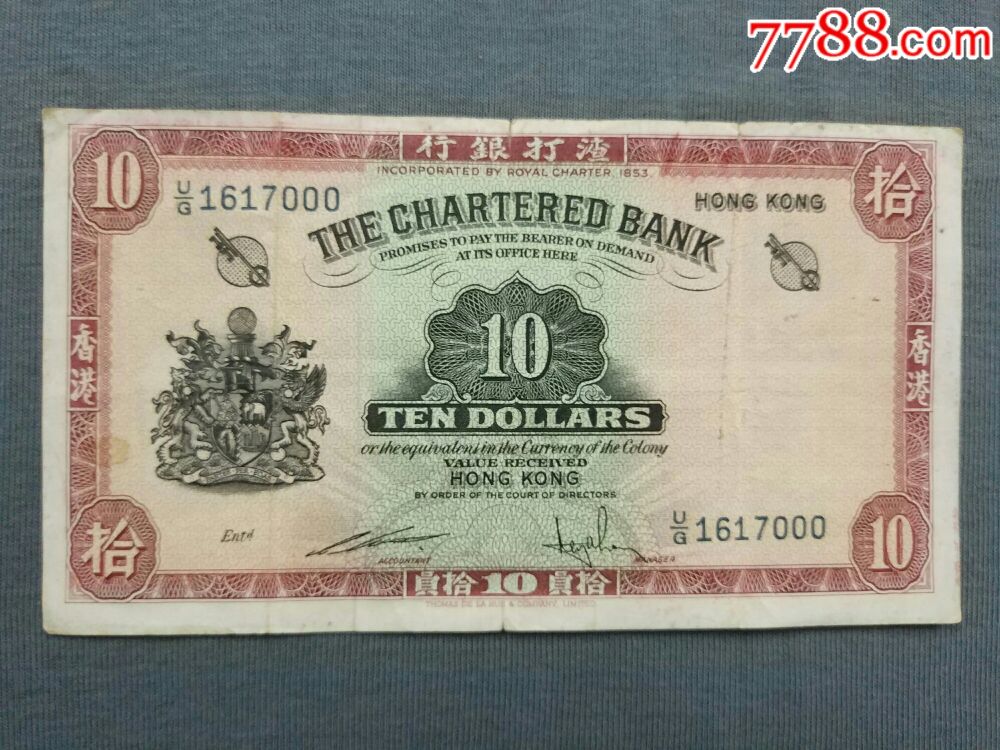 7788.com
行銀打渣
INCORPORATED BY ROYAL CHARTER, 1853.
10
拾
U/G 1617000
HONG KONG
THE CHARTERED BANK
PROMISES TO PAY THE BEARER ON DEMAND
AT ITS OFFICE HERE
10
香港
香港
TEN DOLLARS
or the equivalent in the Currency of the Colony
VALUE RECEIVED
HONG KONG
BY ORDER OF THE COURT OF DIRECTORS
U/G 1617000
拾
Ent'd
10
ACCOUNTANT
MANAGER
員拾 10 員拾
THOMAS DE LA RUE & COMPANY, LIMITED.